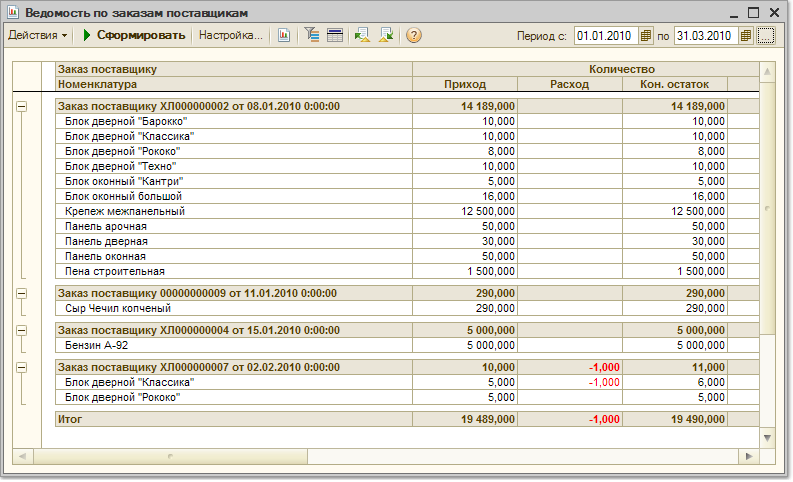 Ведомость по заказам поставщикам
Действия Сформировать Настройка... ? Период с: 01.01.2010 по 31.03.2010 ...
Заказ поставщику Количество
Номенклатура Приход Расход Кон. остаток
Заказ поставщику ХЛ000000002 от 08.01.2010 0:00:00 14 189,000 14 189,000
Блок дверной "Барокко" 10,000 10,000
Блок дверной "Классика" 10,000 10,000
Блок дверной "Рококо" 8,000 8,000
Блок дверной "Техно" 10,000 10,000
Блок оконный "Кантри" 5,000 5,000
Блок оконный большой 16,000 16,000
Крепеж межпанельный 12 500,000 12 500,000
Панель арочная 50,000 50,000
Панель дверная 30,000 30,000
Панель оконная 50,000 50,000
Пена строительная 1 500,000 1 500,000
Заказ поставщику 00000000009 от 11.01.2010 0:00:00 290,000 290,000
Сыр Чечил копченый 290,000 290,000
Заказ поставщику ХЛ000000004 от 15.01.2010 0:00:00 5 000,000 5 000,000
Бензин А-92 5 000,000 5 000,000
Заказ поставщику ХЛ000000007 от 02.02.2010 0:00:00 10,000 -1,000 11,000
Блок дверной "Классика" 5,000 -1,000 6,000
Блок дверной "Рококо" 5,000 5,000
Итог 19 489,000 -1,000 19 490,000